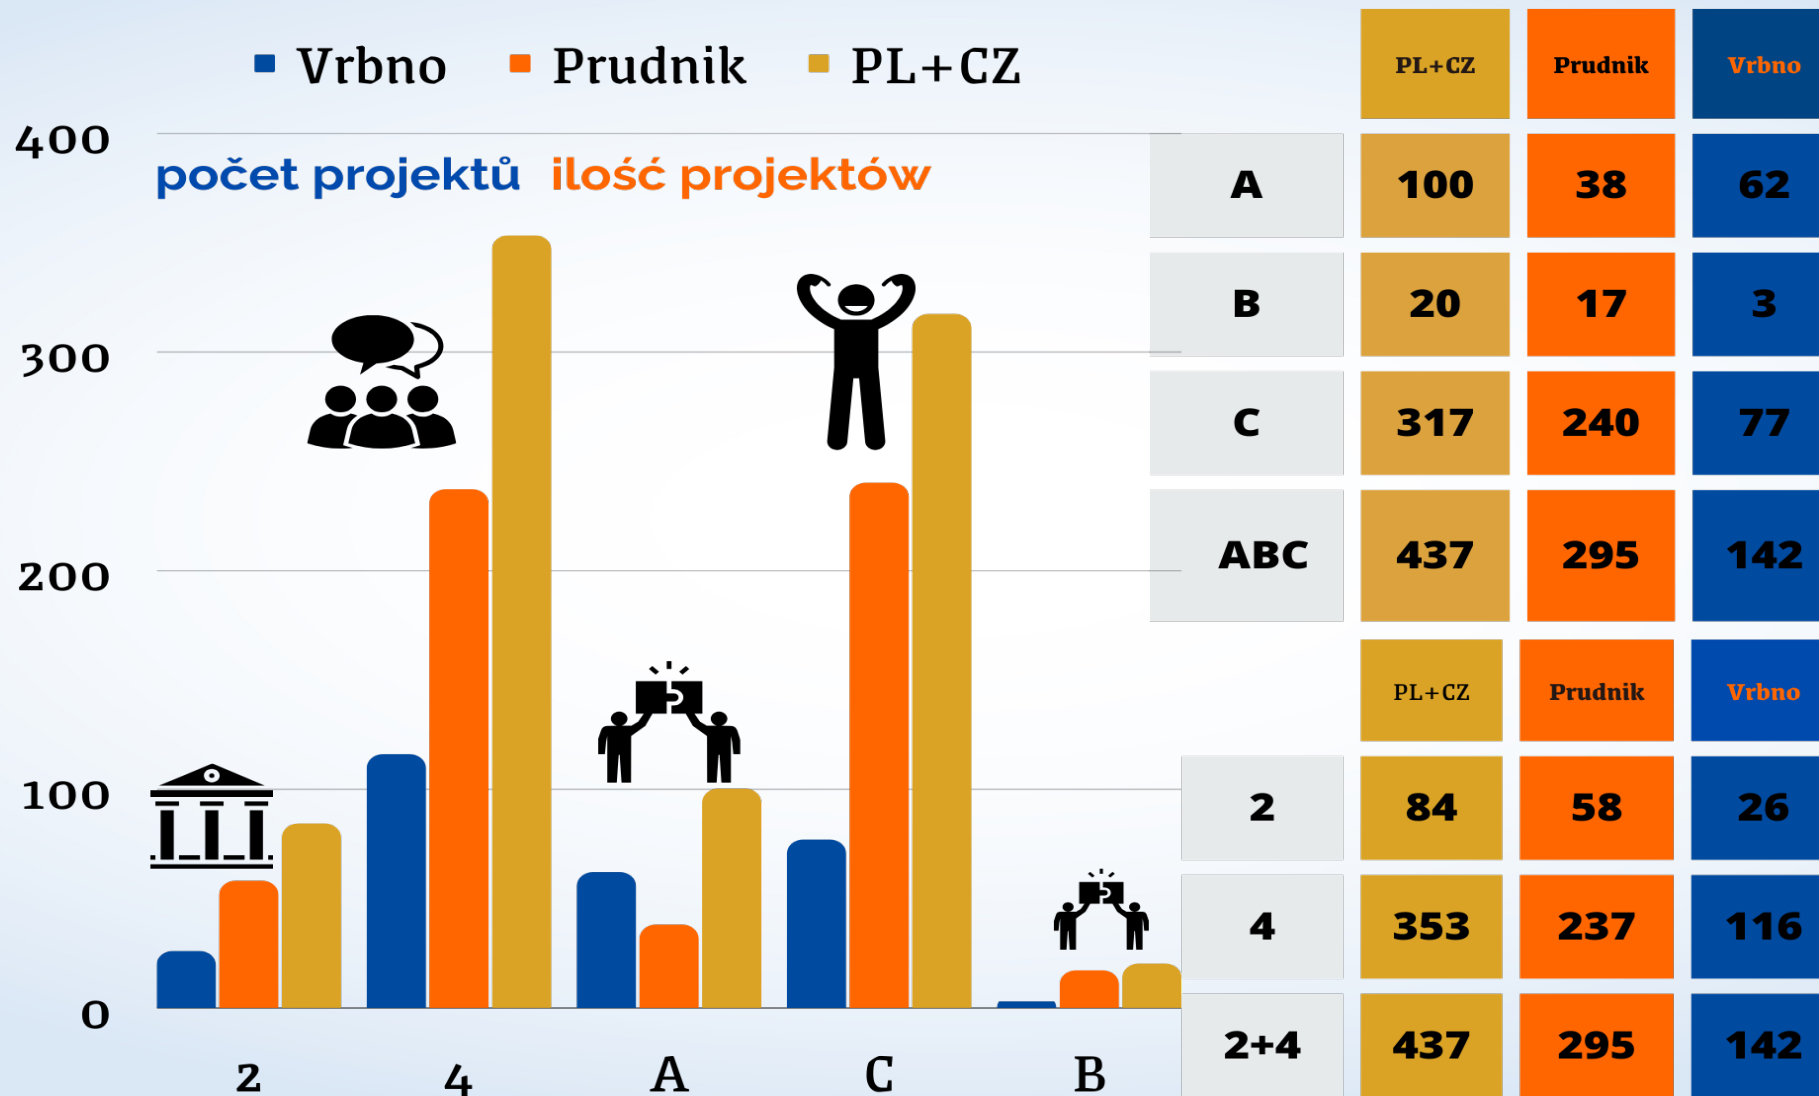 Vrbno Prudnik PL+CZ
počet projektů ilość projektów
400
300
200
100
0
2 4 A C B
PL+CZ Prudnik Vrbno
A 100 38 62
B 20 17 3
C 317 240 77
ABC 437 295 142
PL+CZ Prudnik Vrbno
2 84 58 26
4 353 237 116
2+4 437 295 142